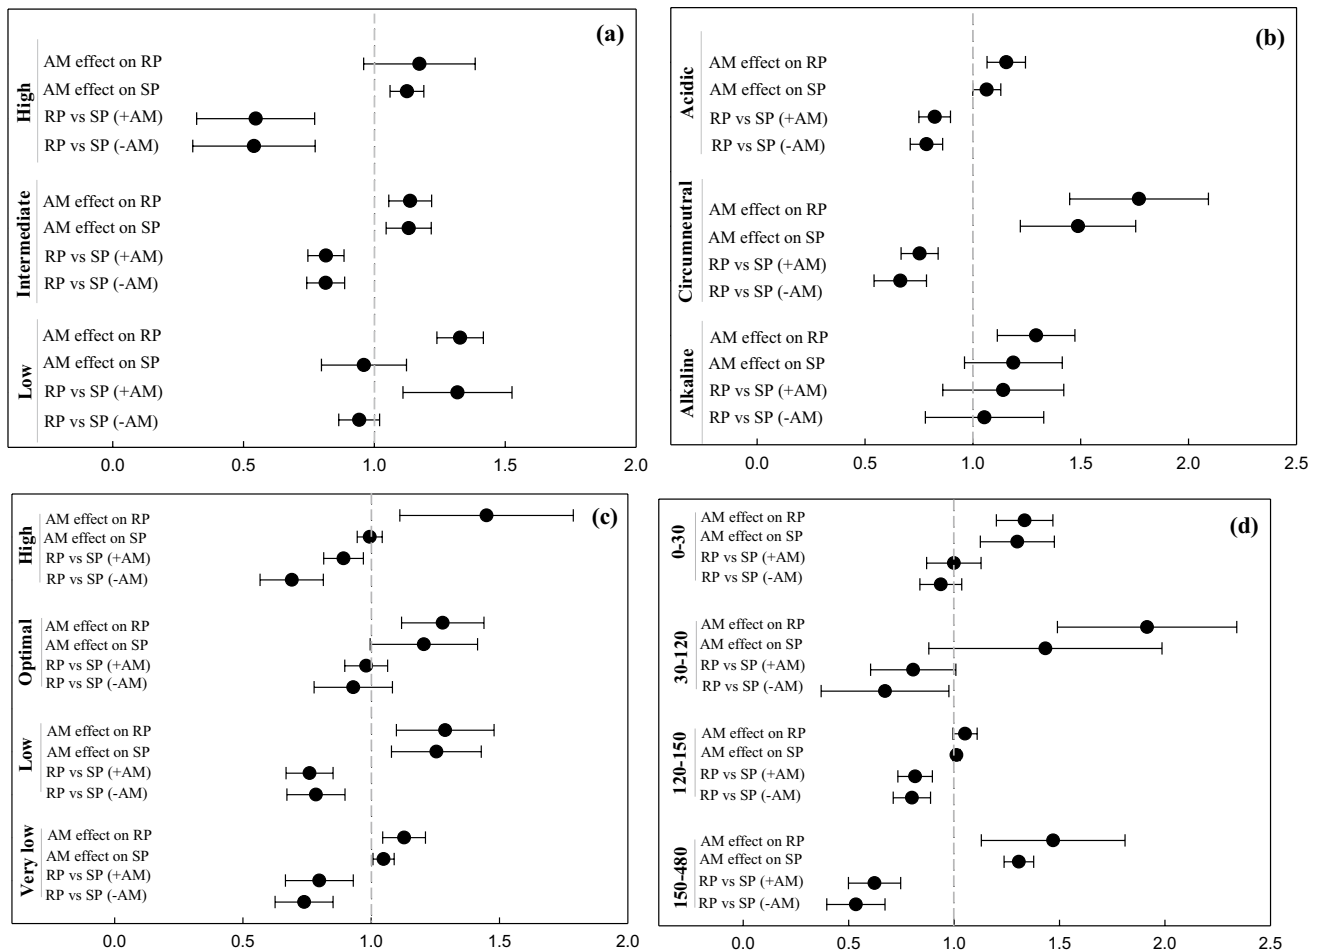 (a)
High
AM effect on RP
AM effect on SP
RP vs SP (+AM)
RP vs SP (-AM)
Intermediate
AM effect on RP
AM effect on SP
RP vs SP (+AM)
RP vs SP (-AM)
Low
AM effect on RP
AM effect on SP
RP vs SP (+AM)
RP vs SP (-AM)
0.0 0.5 1.0 1.5 2.0
(b)
Acidic
AM effect on RP
AM effect on SP
RP vs SP (+AM)
RP vs SP (-AM)
Circumneutral
AM effect on RP
AM effect on SP
RP vs SP (+AM)
RP vs SP (-AM)
Alkaline
AM effect on RP
AM effect on SP
RP vs SP (+AM)
RP vs SP (-AM)
0.0 0.5 1.0 1.5 2.0 2.5
(c)
High
AM effect on RP
AM effect on SP
RP vs SP (+AM)
RP vs SP (-AM)
Optimal
AM effect on RP
AM effect on SP
RP vs SP (+AM)
RP vs SP (-AM)
Low
AM effect on RP
AM effect on SP
RP vs SP (+AM)
RP vs SP (-AM)
Very low
AM effect on RP
AM effect on SP
RP vs SP (+AM)
RP vs SP (-AM)
0.0 0.5 1.0 1.5 2.0
(d)
0-30
AM effect on RP
AM effect on SP
RP vs SP (+AM)
RP vs SP (-AM)
30-120
AM effect on RP
AM effect on SP
RP vs SP (+AM)
RP vs SP (-AM)
120-150
AM effect on RP
AM effect on SP
RP vs SP (+AM)
RP vs SP (-AM)
150-480
AM effect on RP
AM effect on SP
RP vs SP (+AM)
RP vs SP (-AM)
0.0 0.5 1.0 1.5 2.0 2.5